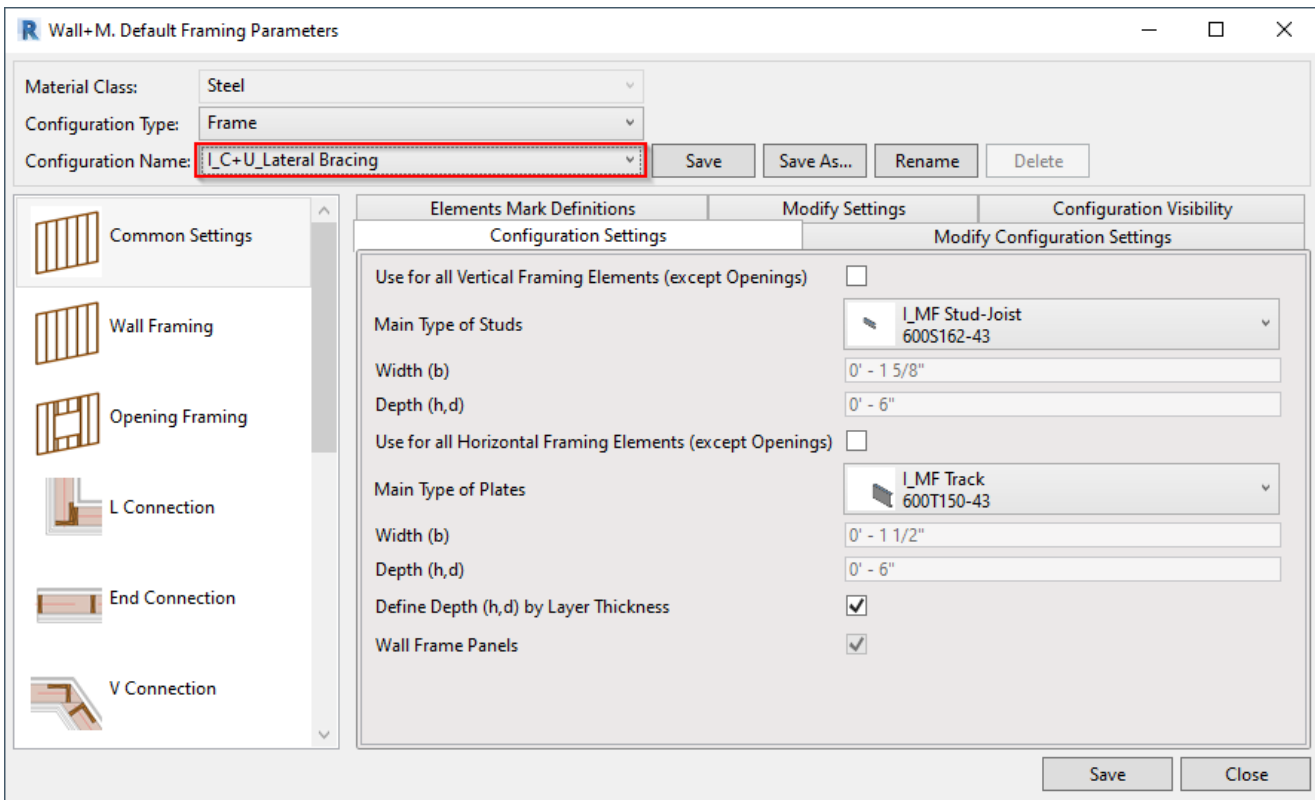 Wall+M. Default Framing Parameters
Material Class: Steel
Configuration Type: Frame
Configuration Name: I_C+U_Lateral Bracing Save Save As... Rename Delete
Common Settings
Wall Framing
Opening Framing
L Connection
End Connection
V Connection
Elements Mark Definitions Modify Settings Configuration Visibility
Configuration Settings Modify Configuration Settings
Use for all Vertical Framing Elements (except Openings)
Main Type of Studs I_MF Stud-Joist
600S162-43
Width (b) 0' - 1 5/8"
Depth (h,d) 0' - 6"
Use for all Horizontal Framing Elements (except Openings)
Main Type of Plates I_MF Track
600T150-43
Width (b) 0' - 1 1/2"
Depth (h,d) 0' - 6"
Define Depth (h,d) by Layer Thickness
Wall Frame Panels
Save Close